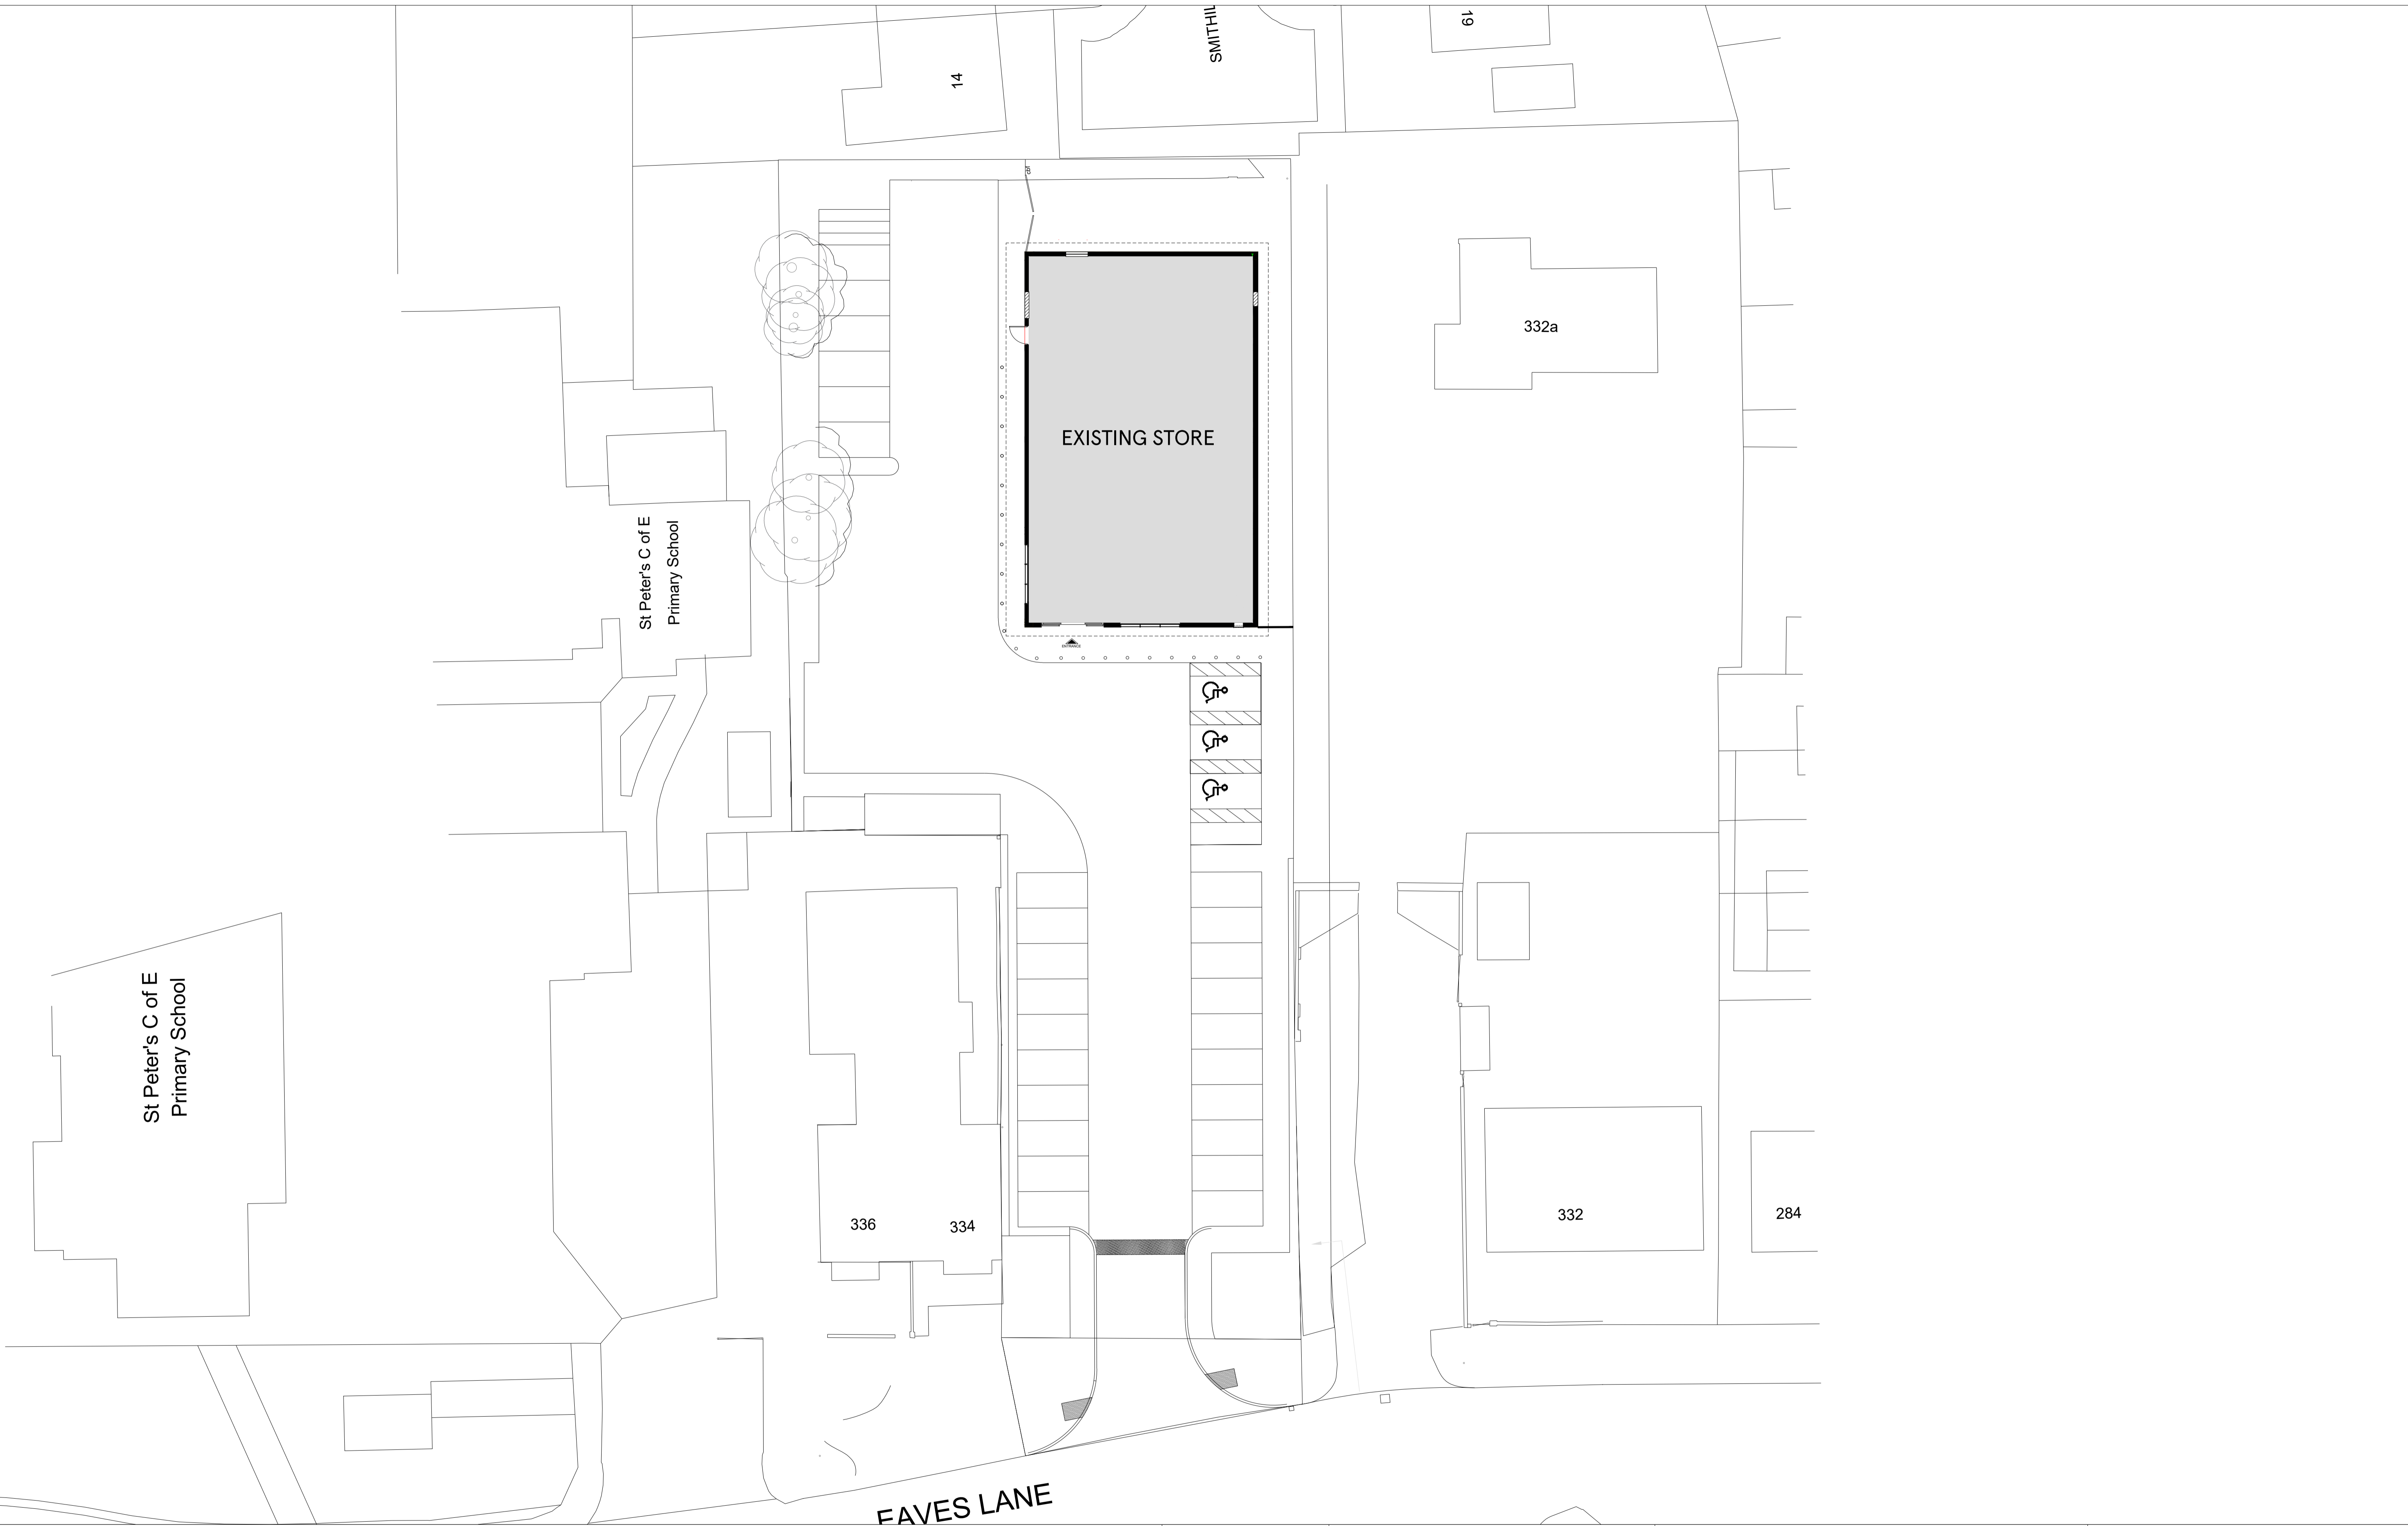 19
14
332a
EXISTING STORE
St Peter's C of E
Primary School
ENTRANCE
St Peter's C of E
Primary School
336
334
332
284
EAVES LANE